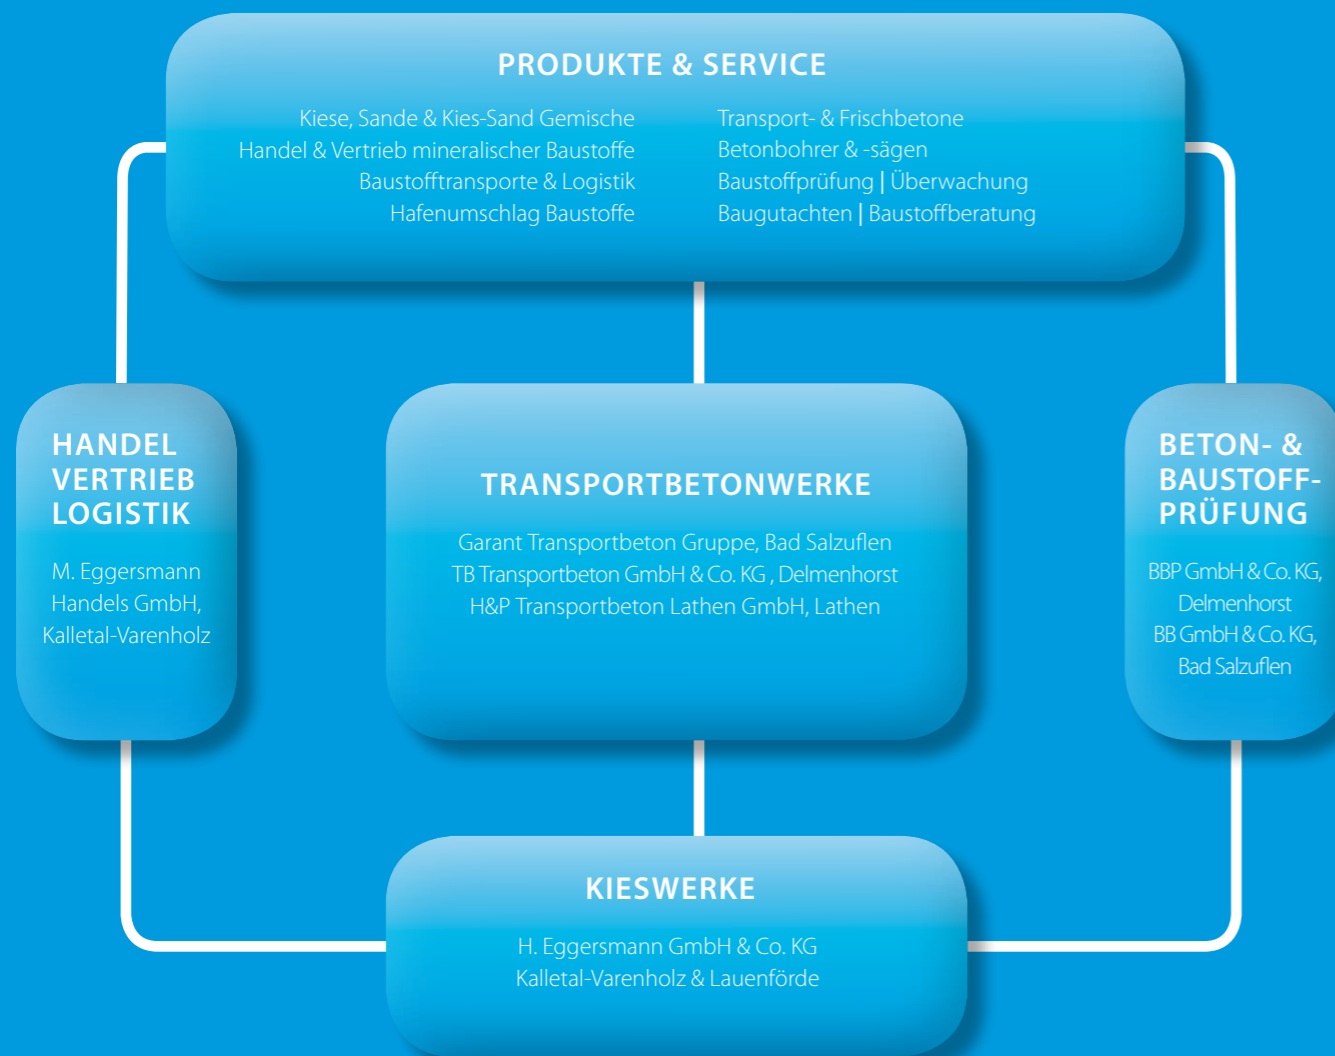 PRODUKTE & SERVICE
Kiese, Sande & Kies-Sand Gemische
Handel & Vertrieb mineralischer Baustoffe
Baustofftransporte & Logistik
Hafenumschlag Baustoffe
Transport- & Frischbetone
Betonbohrer & -sägen
Baustoffprüfung | Überwachung
Baugutachten | Baustoffberatung
HANDEL
VERTRIEB
LOGISTIK
M. Eggersmann
Handels GmbH,
Kalletal-Varenholz
TRANSPORTBETONWERKE
Garant Transportbeton Gruppe, Bad Salzuflen
TB Transportbeton GmbH & Co. KG , Delmenhorst
H&P Transportbeton Lathen GmbH, Lathen
BETON- &
BAUSTOFF-
PRÜFUNG
BBP GmbH & Co. KG,
Delmenhorst
BB GmbH & Co. KG,
Bad Salzuflen
KIESWERKE
H. Eggersmann GmbH & Co. KG
Kalletal-Varenholz & Lauenförde